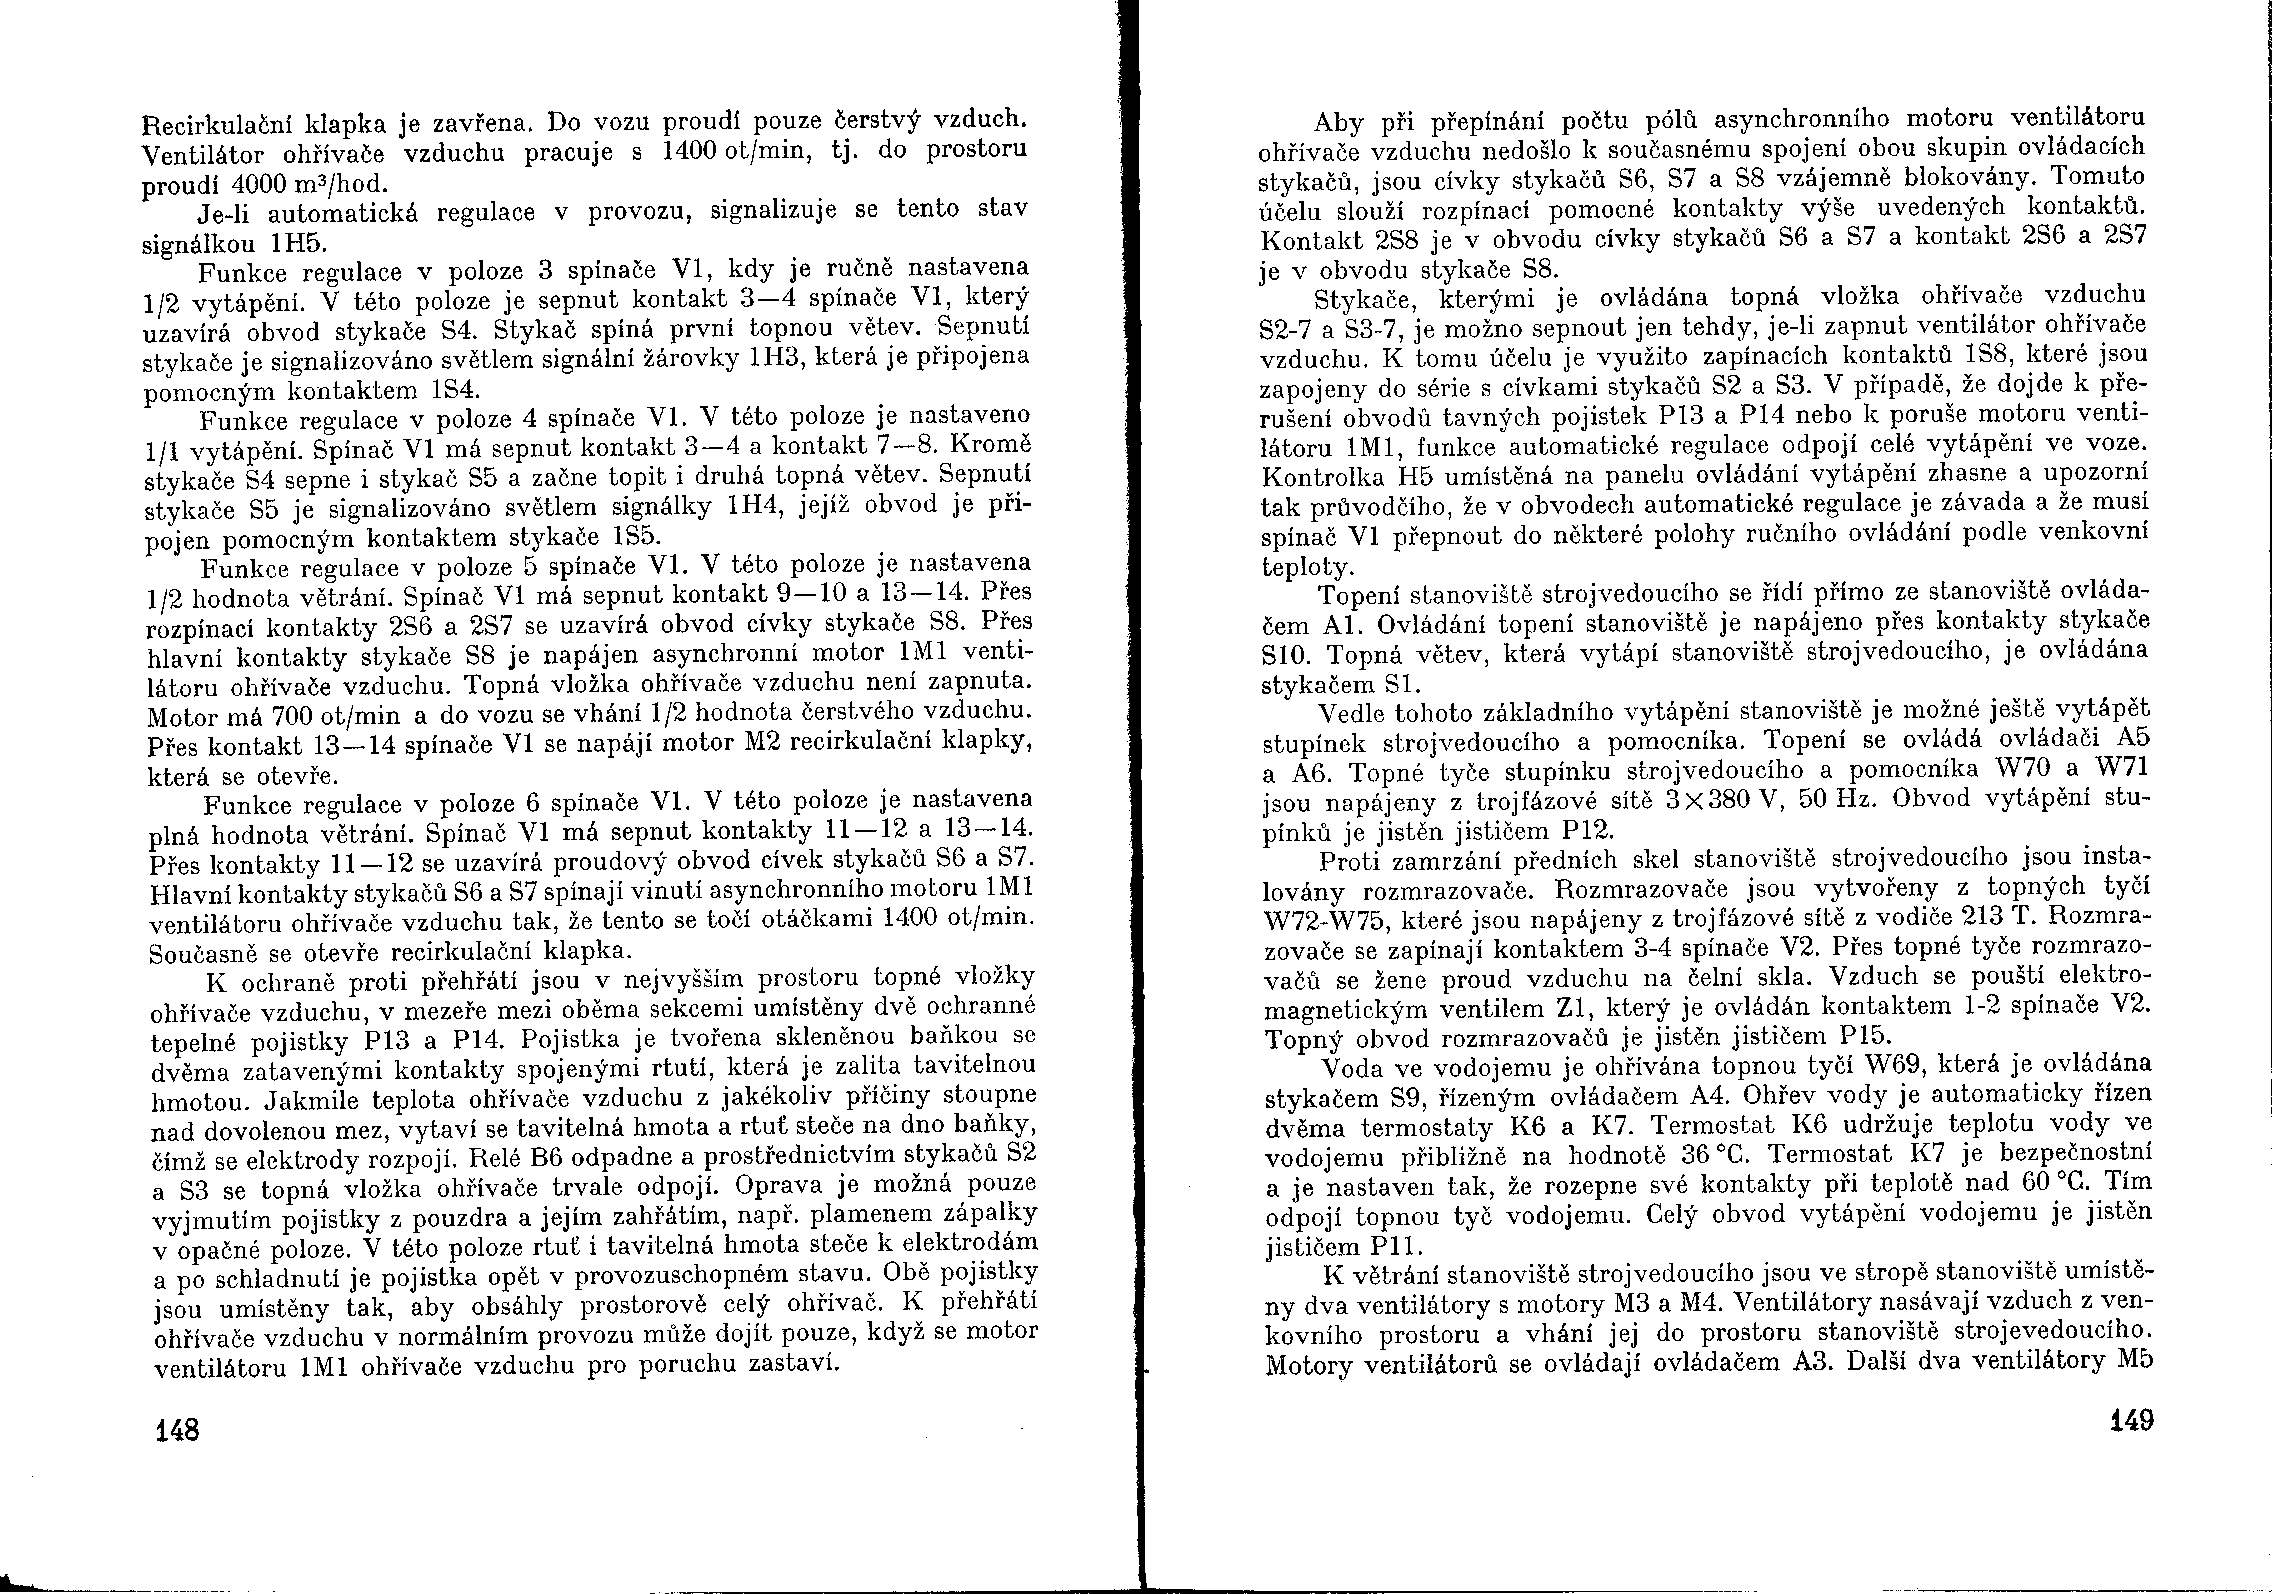 Recirkulační klapka je zavřena. Do vozu proudí pouze čerstvý vzduch.
Ventilátor ohřívače vzduchu pracuje s 1400 ot/min, tj. do prostoru
proudí 4000 m³/hod.
Je-li automatická regulace v provozu, signalizuje se tento stav
signálkou 1H5.
Funkce regulace v poloze 3 spínače V1, kdy je ručně nastavena
1/2 vytápění. V této poloze je sepnut kontakt 3—4 spínače V1, který
uzavírá obvod stykače S4. Stykač spíná první topnou větev. Sepnutí
stykače je signalizováno světlem signální žárovky 1H3, která je připojena
pomocným kontaktem 1S4.
Funkce regulace v poloze 4 spínače V1. V této poloze je nastaveno
1/1 vytápění. Spínač V1 má sepnut kontakt 3—4 a kontakt 7—8. Kromě
stykače S4 sepne i stykač S5 a začne topit i druhá topná větev. Sepnutí
stykače S5 je signalizováno světlem signálky 1H4, jejíž obvod je při-
pojen pomocným kontaktem stykače 1S5.
Funkce regulace v poloze 5 spínače V1. V této poloze je nastavena
1/2 hodnota větrání. Spínač V1 má sepnut kontakt 9—10 a 13—14. Přes
rozpínací kontakty 2S6 a 2S7 se uzavírá obvod cívky stykače S8. Přes
hlavní kontakty stykače S8 je napájen asynchronní motor 1M1 venti-
látoru ohřívače vzduchu. Topná vložka ohřívače vzduchu není zapnuta.
Motor má 700 ot/min a do vozu se vhání 1/2 hodnota čerstvého vzduchu.
Přes kontakt 13—14 spínače V1 se napájí motor M2 recirkulační klapky,
která se otevře.
Funkce regulace v poloze 6 spínače V1. V této poloze je nastavena
plná hodnota větrání. Spínač V1 má sepnut kontakty 11—12 a 13—14.
Přes kontakty 11—12 se uzavírá proudový obvod cívek stykačů S6 a S7.
Hlavní kontakty stykačů S6 a S7 spínají vinutí asynchronního motoru 1M1
ventilátoru ohřívače vzduchu tak, že tento se točí otáčkami 1400 ot/min.
Současně se otevře recirkulační klapka.
K ochraně proti přehřátí jsou v nejvyšším prostoru topné vložky
ohřívače vzduchu, v mezeře mezi oběma sekcemi umístěny dvě ochranné
tepelné pojistky P13 a P14. Pojistka je tvořena skleněnou baňkou se
dvěma zatavenými kontakty spojenými rtutí, která je zalita tavitelnou
hmotou. Jakmile teplota ohřívače vzduchu z jakékoliv příčiny stoupne
nad dovolenou mez, vytaví se tavitelná hmota a rtuť steče na dno baňky,
čímž se elektrody rozpojí. Relé B6 odpadne a prostřednictvím stykačů S2
a S3 se topná vložka ohřívače trvale odpojí. Oprava je možná pouze
vyjmutím pojistky z pouzdra a jejím zahřátím, např. plamenem zápalky
v opačné poloze. V této poloze rtuť i tavitelná hmota steče k elektrodám
a po schladnutí je pojistka opět v provozuschopném stavu. Obě pojistky
jsou umístěny tak, aby obsáhly prostorově celý ohřívač. K přehřátí
ohřívače vzduchu v normálním provozu může dojít pouze, když se motor
ventilátoru 1M1 ohřívače vzduchu pro poruchu zastaví.
148
Aby při přepínání počtu pólů asynchronního motoru ventilátoru
ohřívače vzduchu nedošlo k současnému spojení obou skupin ovládacích
stykačů, jsou cívky stykačů S6, S7 a S8 vzájemně blokovány. Tomuto
účelu slouží rozpínací pomocné kontakty výše uvedených kontaktů.
Kontakt 2S8 je v obvodu cívky stykačů S6 a S7 a kontakt 2S6 a 2S7
je v obvodu stykače S8.
Stykače, kterými je ovládána topná vložka ohřívače vzduchu
S2-7 a S3-7, je možno sepnout jen tehdy, je-li zapnut ventilátor ohřívače
vzduchu. K tomu účelu je využito zapínacích kontaktů 1S8, které jsou
zapojeny do série s cívkami stykačů S2 a S3. V případě, že dojde k pře-
rušení obvodů tavných pojistek P13 a P14 nebo k poruše motoru venti-
látoru 1M1, funkce automatické regulace odpojí celé vytápění ve voze.
Kontrolka H5 umístěná na panelu ovládání vytápění zhasne a upozorní
tak průvodčího, že v obvodech automatické regulace je závada a že musí
spínač V1 přepnout do některé polohy ručního ovládání podle venkovní
teploty.
Topení stanoviště strojvedoucího se řídí přímo ze stanoviště ovláda-
čem A1. Ovládání topení stanoviště je napájeno přes kontakty stykače
S10. Topná větev, která vytápí stanoviště strojvedoucího, je ovládána
stykačem S1.
Vedle tohoto základního vytápění stanoviště je možné ještě vytápět
stupínek strojvedoucího a pomocníka. Topení se ovládá ovládači A5
a A6. Topné tyče stupínku strojvedoucího a pomocníka W70 a W71
jsou napájeny z trojfázové sítě 3×380 V, 50 Hz. Obvod vytápění stu-
pínků je jistěn jističem P12.
Proti zamrzání předních skel stanoviště strojvedoucího jsou insta-
lovány rozmrazovače. Rozmrazovače jsou vytvořeny z topných tyčí
W72-W75, které jsou napájeny z trojfázové sítě z vodiče 213 T. Rozmra-
zovače se zapínají kontaktem 3-4 spínače V2. Přes topné tyče rozmrazo-
vačů se žene proud vzduchu na čelní skla. Vzduch se pouští elektro-
magnetickým ventilem Z1, který je ovládán kontaktem 1-2 spínače V2.
Topný obvod rozmrazovačů je jistěn jističem P15.
Voda ve vodojemu je ohřívána topnou tyčí W69, která je ovládána
stykačem S9, řízeným ovládačem A4. Ohřev vody je automaticky řízen
dvěma termostaty K6 a K7. Termostat K6 udržuje teplotu vody ve
vodojemu přibližně na hodnotě 36 °C. Termostat K7 je bezpečnostní
a je nastaven tak, že rozepne své kontakty při teplotě nad 60 °C. Tím
odpojí topnou tyč vodojemu. Celý obvod vytápění vodojemu je jistěn
jističem P11.
K větrání stanoviště strojvedoucího jsou ve stropě stanoviště umístě-
ny dva ventilátory s motory M3 a M4. Ventilátory nasávají vzduch z ven-
kovního prostoru a vhání jej do prostoru stanoviště strojevedoucího.
Motory ventilátorů se ovládají ovládačem A3. Další dva ventilátory M5
149